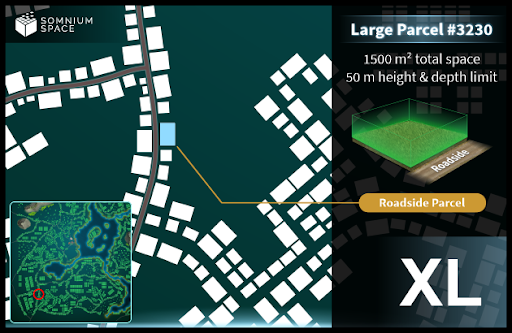 SOMNIUM
SPACE
Large Parcel #3230
1500 m² total space
50 m height & depth limit
Roadside
Roadside Parcel
XL